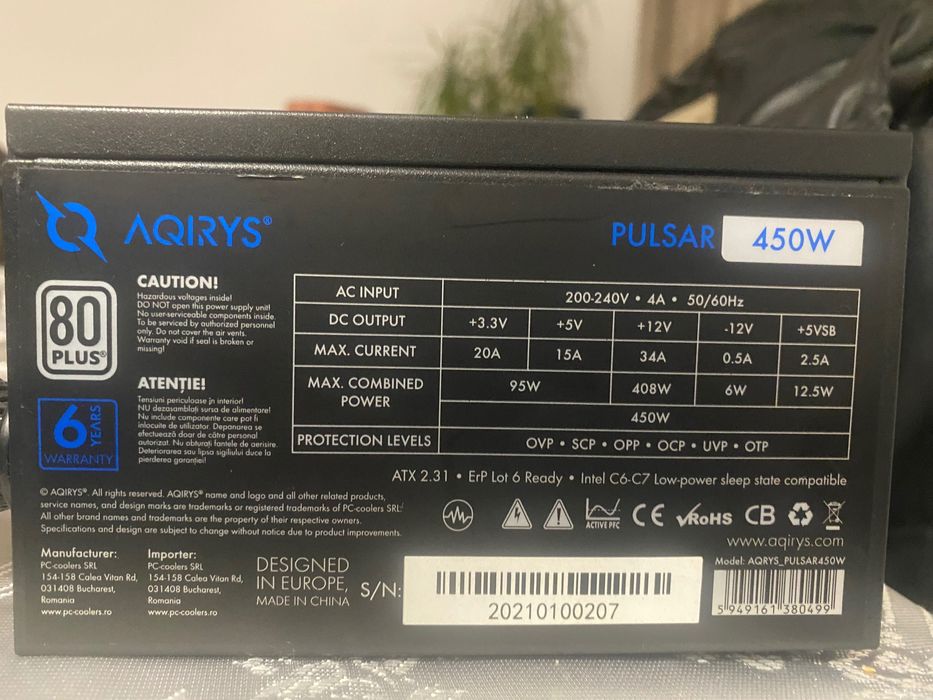 AQIRYS®
PULSAR 450W
80
PLUS®
6 YEARS
WARRANTY
CAUTION!
Hazardous voltages inside!
DO NOT open this power supply unit!
No user-serviceable components inside.
To be serviced by authorized personnel
only. Do not cover the air vents.
Warranty void if seal is broken or
missing!
ATENȚIE!
Tensiuni periculoase jn interior!
NU dezasamblați sursa de alimentare!
Nu include componente care pot fi
inlocuite de utilizator. Depanarea se
efectuează doar de către personal
autorizat. Nu obturați fantele de aerisire.
Deteriorarea sau lipsa sigiliului duce la
pierderea garanției!
AC INPUT 200-240V • 4A • 50/60Hz
DC OUTPUT +3.3V +5V +12V -12V +5VSB
MAX. CURRENT 20A 15A 34A 0.5A 2.5A
MAX. COMBINED
POWER 95W 408W 6W 12.5W
450W
PROTECTION LEVELS OVP • SCP • OPP • OCP • UVP • OTP
ATX 2.31 • ErP Lot 6 Ready • Intel C6-C7 Low-power sleep state compatible
© AQIRYS®. All rights reserved. AQIRYS® name and logo and all other related products,
service names, and design marks are trademarks or registered trademarks of PC-coolers SRL.
All other brand names and trademarks are the property of their respective owners.
Specifications and design are subject to change without notice due to product improvements.
ACTIVE PFC CE RoHS CB
www.aqirys.com
Manufacturer:
PC-coolers SRL
154-158 Calea Vitan Rd,
031408 Bucharest,
Romania
www.pc-coolers.ro
Importer:
PC-coolers SRL
154-158 Calea Vitan Rd,
031408 Bucharest,
Romania
www.pc-coolers.ro
DESIGNED
IN EUROPE,
MADE IN CHINA
S/N:
20210100207
Model: AQRYS_PULSAR450W
5 949161 380499